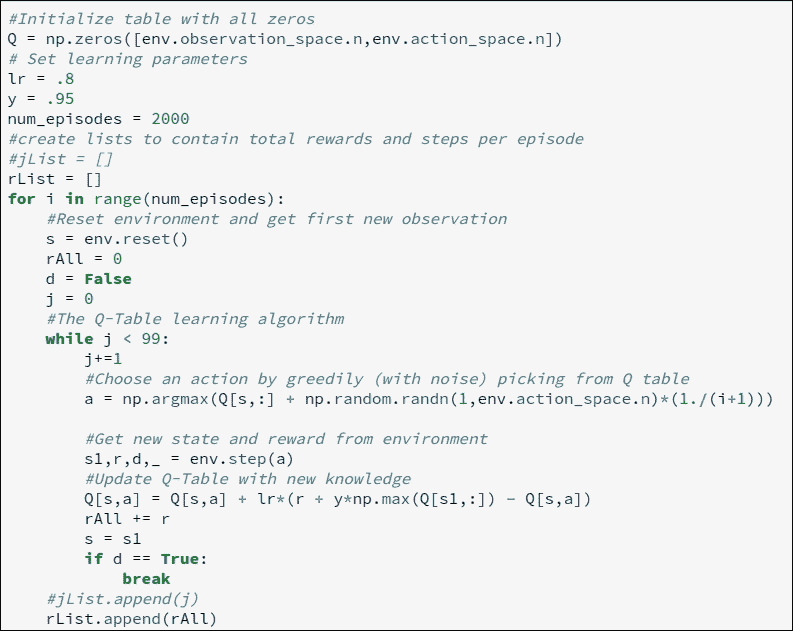 #Initialize table with all zeros
Q = np.zeros([env.observation_space.n,env.action_space.n])
# Set learning parameters
lr = .8
y = .95
num_episodes = 2000
#create lists to contain total rewards and steps per episode
#jList = []
rList = []
for i in range(num_episodes):
    #Reset environment and get first new observation
    s = env.reset()
    rAll = 0
    d = False
    j = 0
    #The Q-Table learning algorithm
    while j < 99:
        j+=1
        #Choose an action by greedily (with noise) picking from Q table
        a = np.argmax(Q[s,:] + np.random.randn(1,env.action_space.n)*(1./(i+1)))
        #Get new state and reward from environment
        s1,r,d,_ = env.step(a)
        #Update Q-Table with new knowledge
        Q[s,a] = Q[s,a] + lr*(r + y*np.max(Q[s1,:]) - Q[s,a])
        rAll += r
        s = s1
        if d == True:
            break
    #jList.append(j)
    rList.append(rAll)